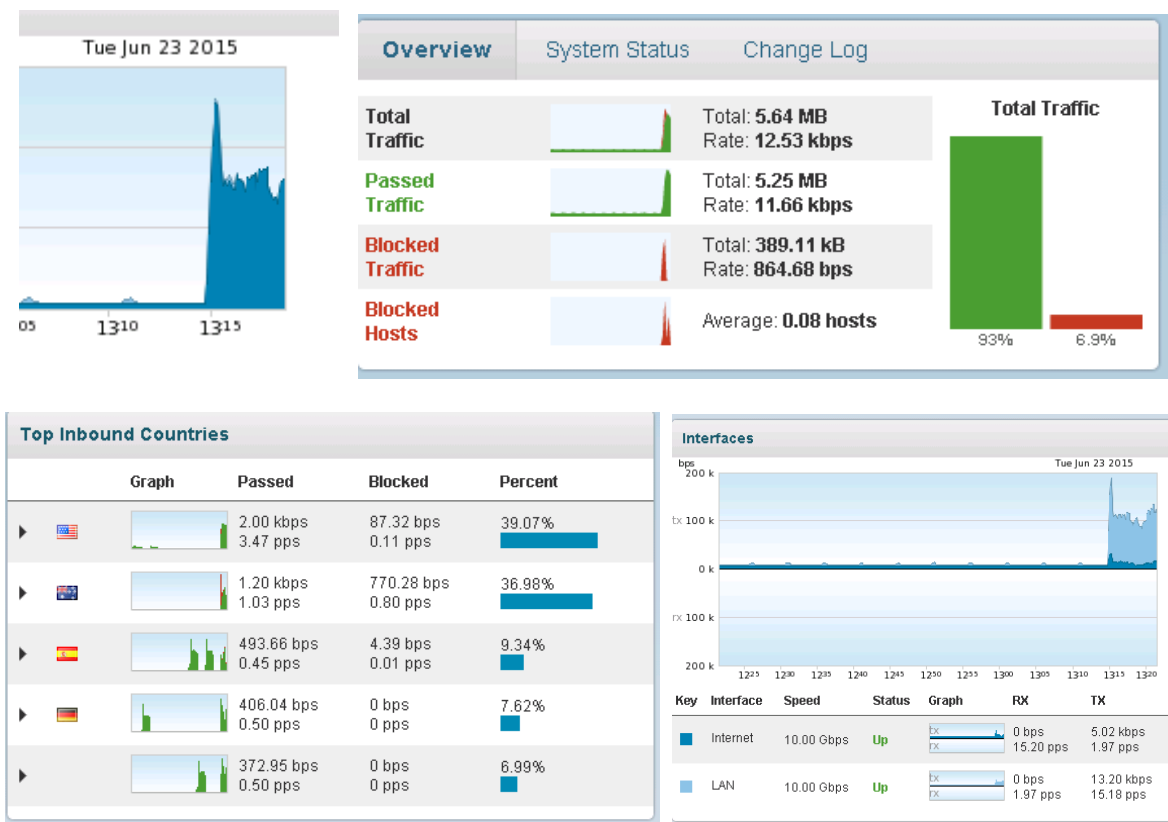 Tue Jun 23 2015
05 1310 1315
Overview System Status Change Log
Total Traffic
Total: 5.64 MB
Rate: 12.53 kbps
Passed Traffic
Total: 5.25 MB
Rate: 11.66 kbps
Blocked Traffic
Total: 389.11 kB
Rate: 864.68 bps
Blocked Hosts
Average: 0.08 hosts
Total Traffic
93% 6.9%
Top Inbound Countries
Graph Passed Blocked Percent
2.00 kbps 87.32 bps 39.07%
3.47 pps 0.11 pps
1.20 kbps 770.28 bps 36.98%
1.03 pps 0.80 pps
493.66 bps 4.39 bps 9.34%
0.45 pps 0.01 pps
406.04 bps 0 bps 7.62%
0.50 pps 0 pps
372.95 bps 0 bps 6.99%
0.50 pps 0 pps
Interfaces
bps Tue Jun 23 2015
200 k
tx 100 k
0 k
rx 100 k
200 k
1225 1230 1235 1240 1245 1250 1255 1300 1305 1310 1315 1320
Key Interface Speed Status Graph RX TX
Internet 10.00 Gbps Up tx 0 bps 5.02 kbps
rx 15.20 pps 1.97 pps
LAN 10.00 Gbps Up tx 0 bps 13.20 kbps
rx 1.97 pps 15.18 pps